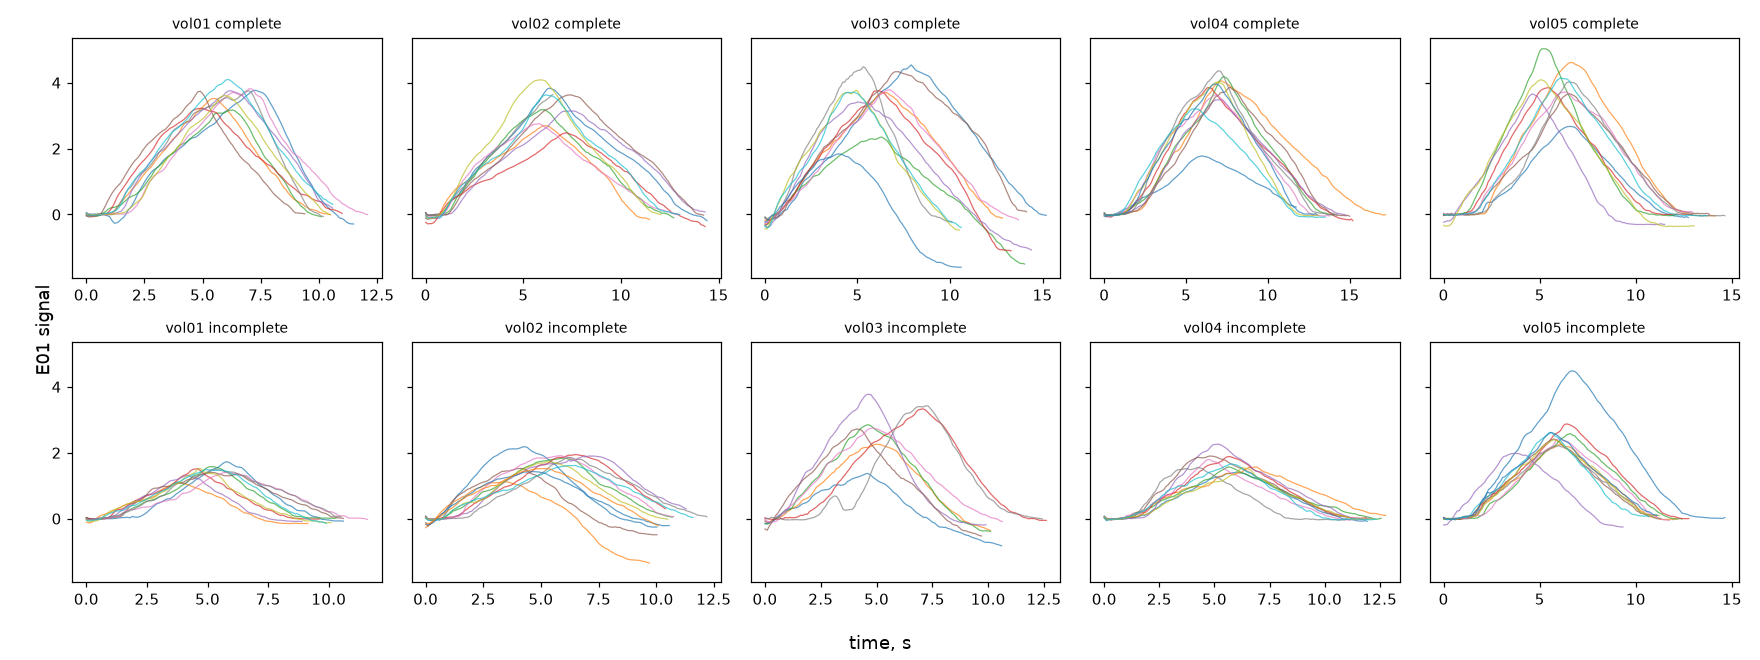 vol01 complete vol02 complete vol03 complete vol04 complete vol05 complete
4
2
0
0.0 2.5 5.0 7.5 10.0 12.5 0 5 10 15 0 5 10 15 0 5 10 15 0 5 10 15
E01 signal
vol01 incomplete vol02 incomplete vol03 incomplete vol04 incomplete vol05 incomplete
4
2
0
0.0 2.5 5.0 7.5 10.0 0.0 2.5 5.0 7.5 10.0 12.5 0.0 2.5 5.0 7.5 10.0 12.5 0.0 2.5 5.0 7.5 10.0 12.5 0 5 10 15
time, s